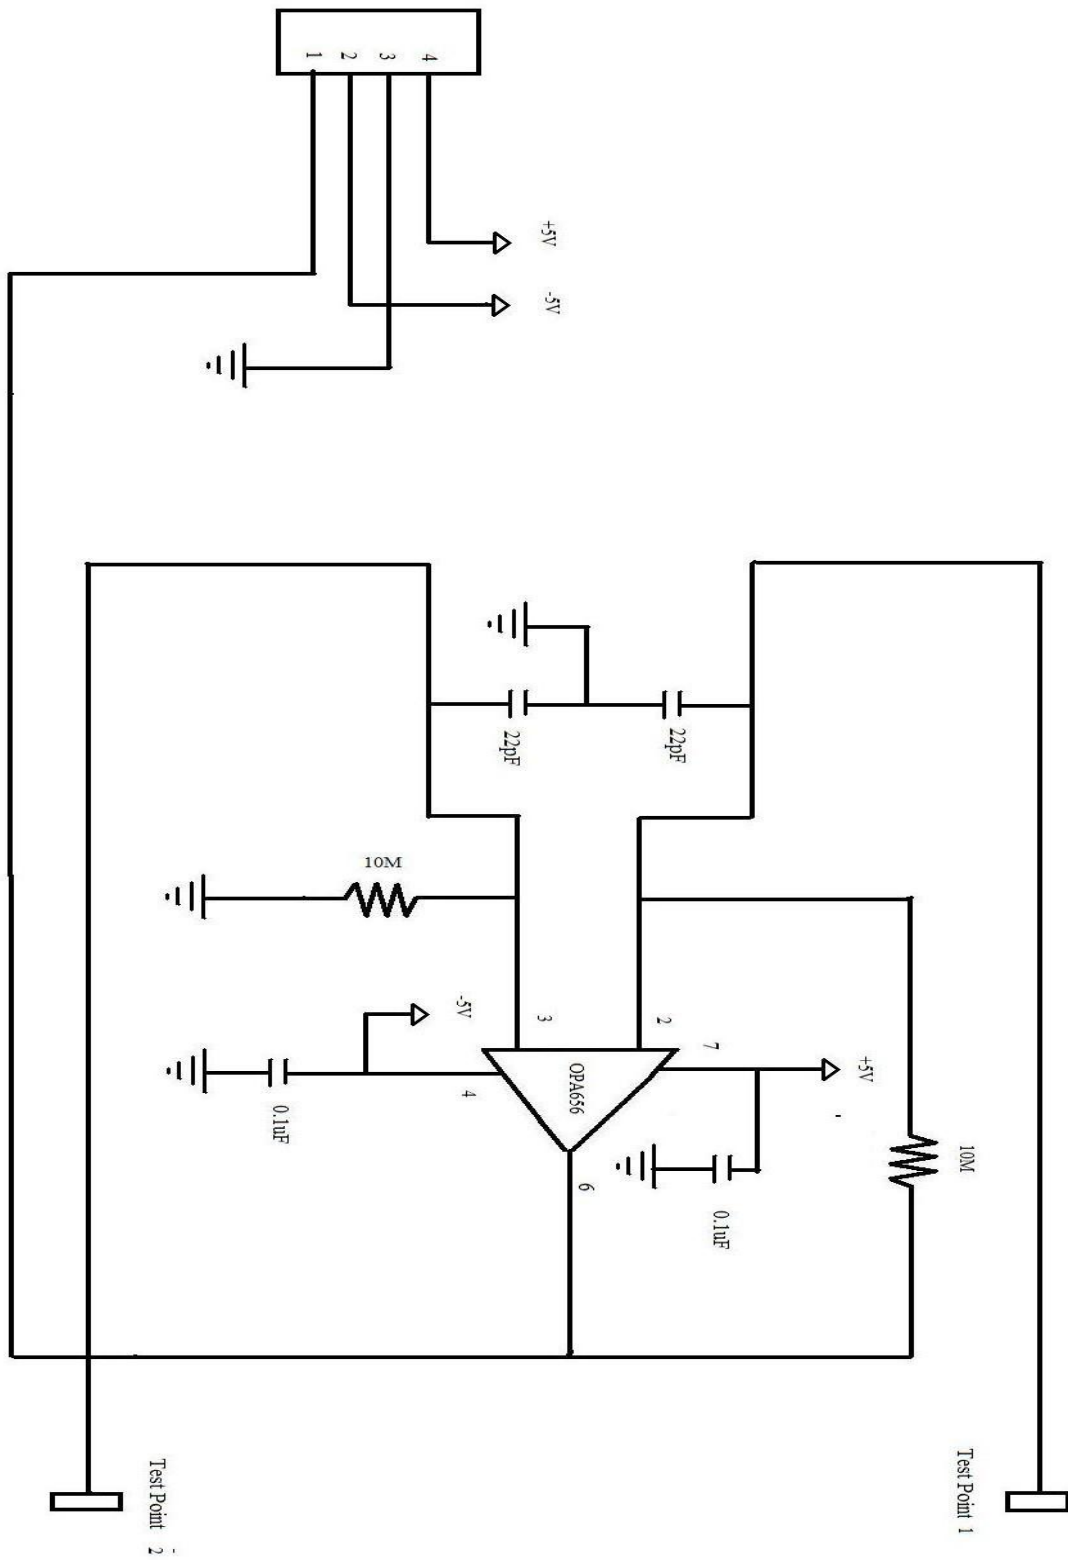 1
2
3
4
+5V
-5V
22pF
22pF
10M
-5V
3
2
7
+5V
OPA656
4
0.1uF
6
0.1uF
10M
Test Point 1
Test Point 2